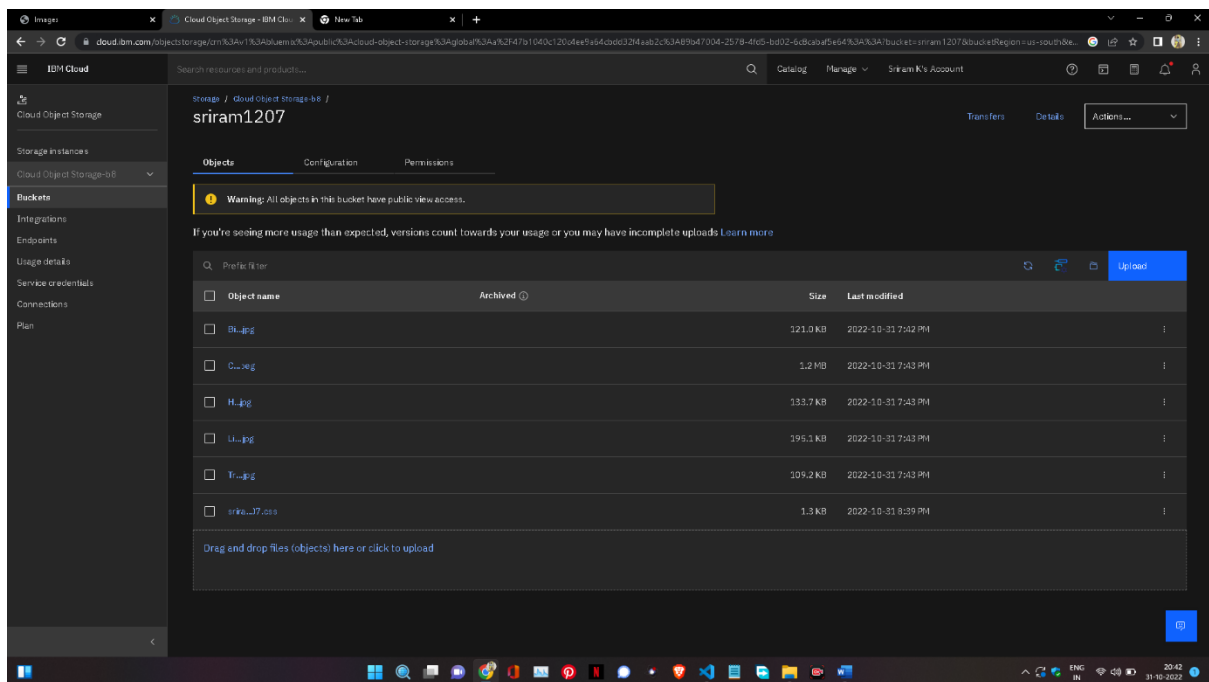 Images
Cloud Object Storage - IBM Clou
New Tab
IBM Cloud
Search resources and products...
Catalog
Manage
Sriram K's Account
Cloud Object Storage
Storage / Cloud Object Storage-b8 /
sriram1207
Transfers
Details
Actions...
Storage instances
Cloud Object Storage-b8
Buckets
Integrations
Endpoints
Usage details
Service credentials
Connections
Plan
Objects
Configuration
Permissions
Warning: All objects in this bucket have public view access.
If you're seeing more usage than expected, versions count towards your usage or you may have incomplete uploads Learn more
Prefix filter
Upload
Object name
Archived
Size
Last modified
Bi...jpg 121.0 KB 2022-10-31 7:42 PM
C...peg 1.2 MB 2022-10-31 7:43 PM
H...jpg 133.7 KB 2022-10-31 7:43 PM
Li...jpg 195.1 KB 2022-10-31 7:43 PM
Tr...jpg 109.2 KB 2022-10-31 7:43 PM
srira...07.css 1.3 KB 2022-10-31 8:39 PM
Drag and drop files (objects) here or click to upload
ENG
IN
20:42
31-10-2022